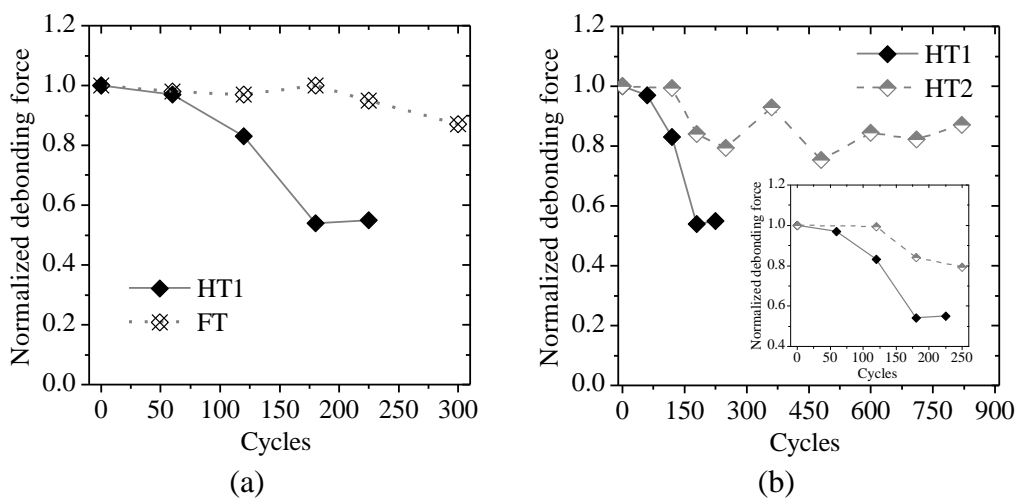 1.2
1.0
0.8
0.6
0.4
0.2
0.0
Normalized debonding force
HT1
FT
0 50 100 150 200 250 300
Cycles
(a)
1.2
1.0
0.8
0.6
0.4
0.2
0.0
Normalized debonding force
HT1
HT2
1.2
1.0
0.8
0.6
0.4
Normalized debonding force
0 50 100 150 200 250
Cycles
0 150 300 450 600 750 900
Cycles
(b)